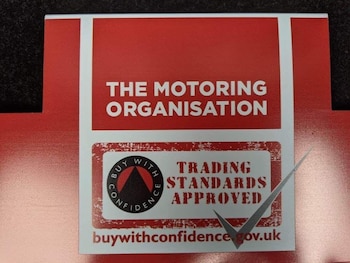 THE MOTORING
ORGANISATION
BUY WITH
CONFIDENCE
TRADING
STANDARDS
APPROVED
buywithconfidence.gov.uk